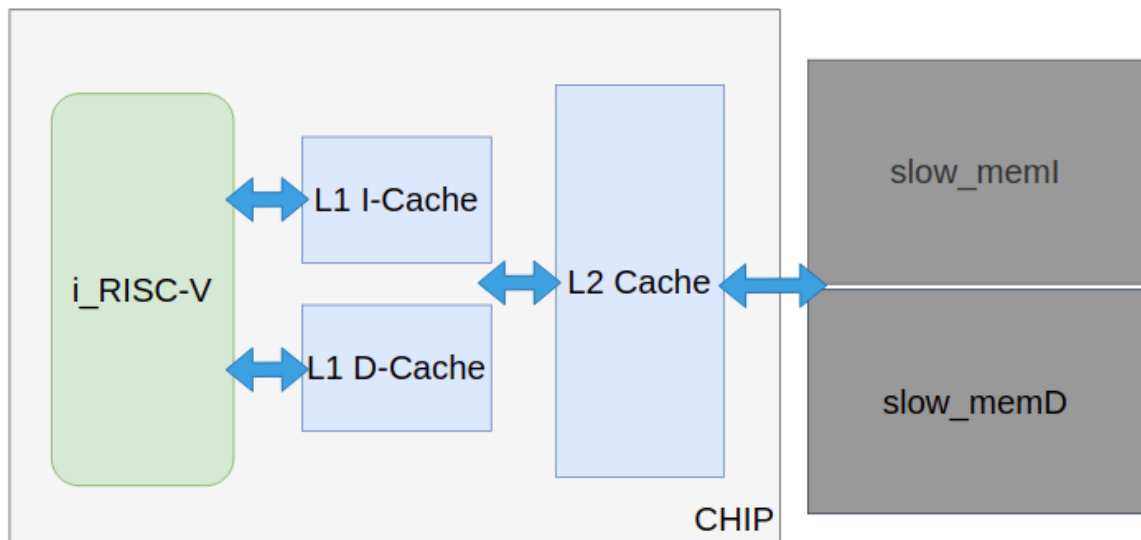 i_RISC-V
L1 I-Cache
L1 D-Cache
L2 Cache
CHIP
slow_memI
slow_memD